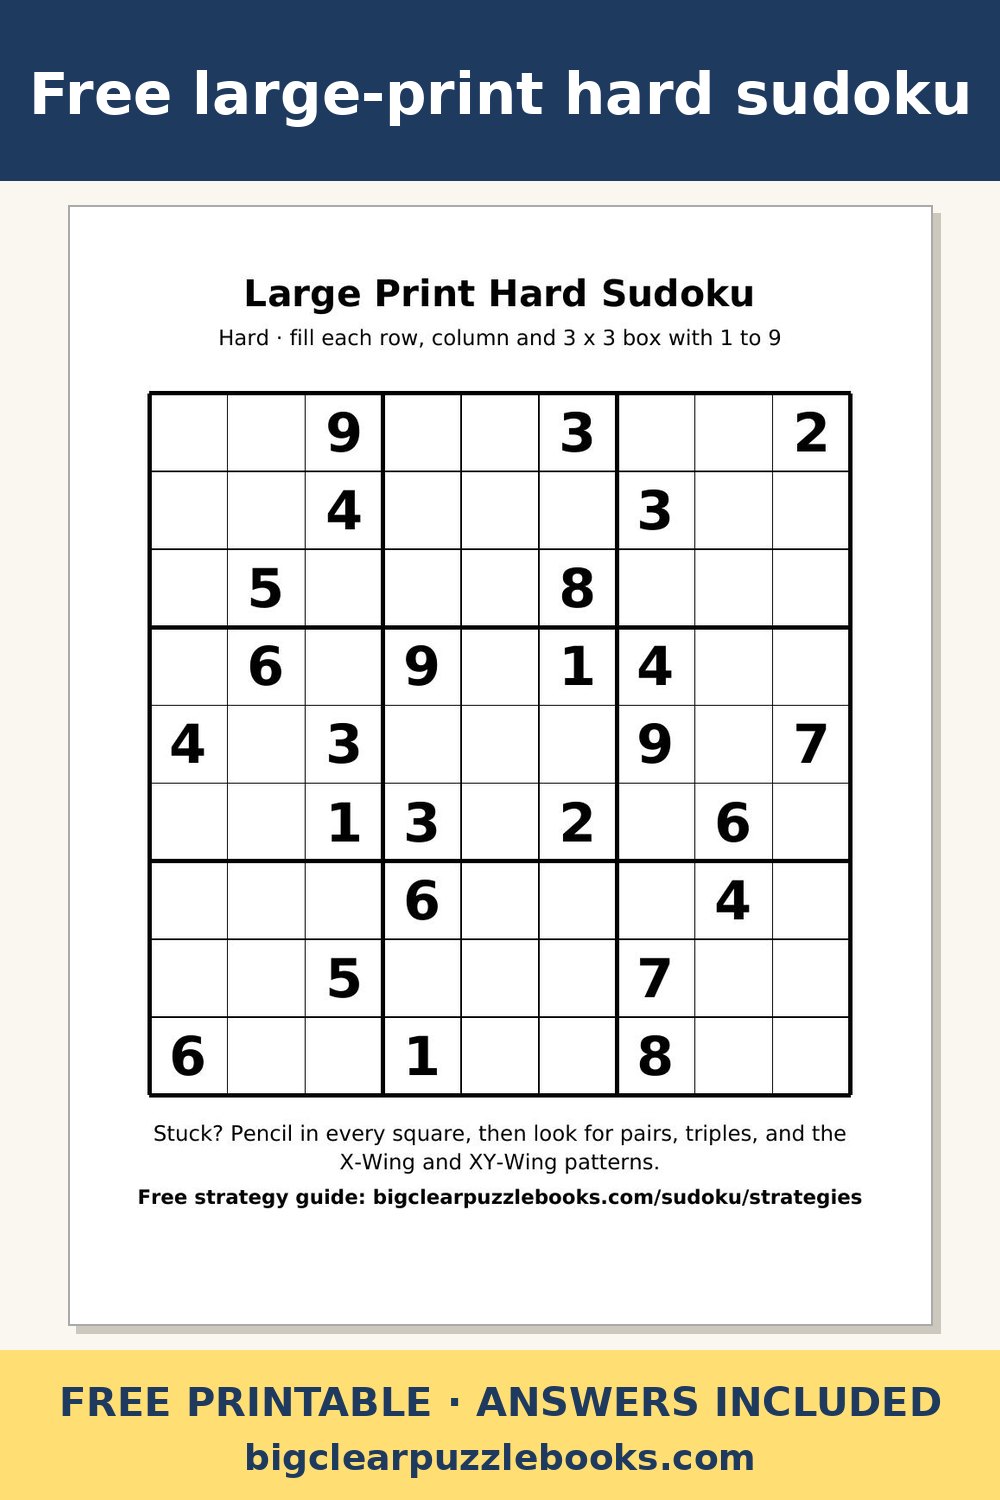 Free large-print hard sudoku
Large Print Hard Sudoku
Hard · fill each row, column and 3 x 3 box with 1 to 9
9 3 2
4 3
5 8
6 9 1 4
4 3 9 7
1 3 2 6
6 4
5 7
6 1 8
Stuck? Pencil in every square, then look for pairs, triples, and the
X-Wing and XY-Wing patterns.
Free strategy guide: bigclearpuzzlebooks.com/sudoku/strategies
FREE PRINTABLE · ANSWERS INCLUDED
bigclearpuzzlebooks.com